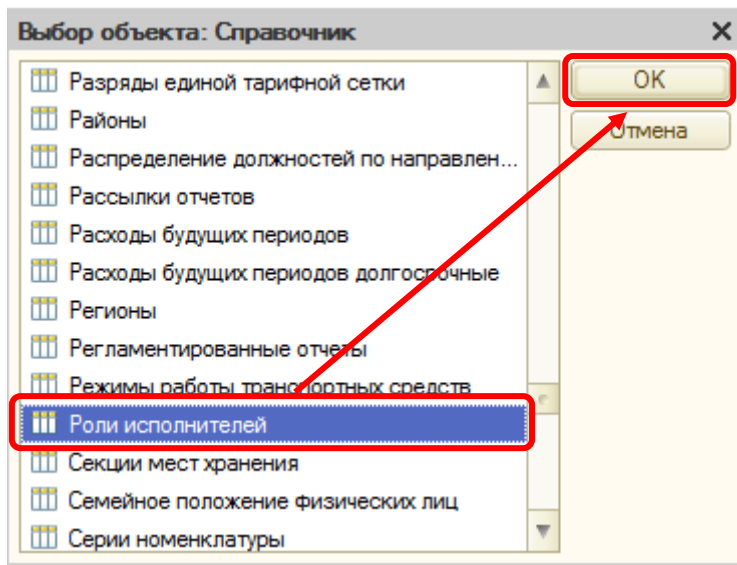 Выбор объекта: Справочник
Разряды единой тарифной сетки
Районы
Распределение должностей по направлен...
Рассылки отчетов
Расходы будущих периодов
Расходы будущих периодов долгосрочные
Регионы
Регламентированные отчеты
Режимы работы транспортных средств
Роли исполнителей
Секции мест хранения
Семейное положение физических лиц
Серии номенклатуры
OK
Отмена